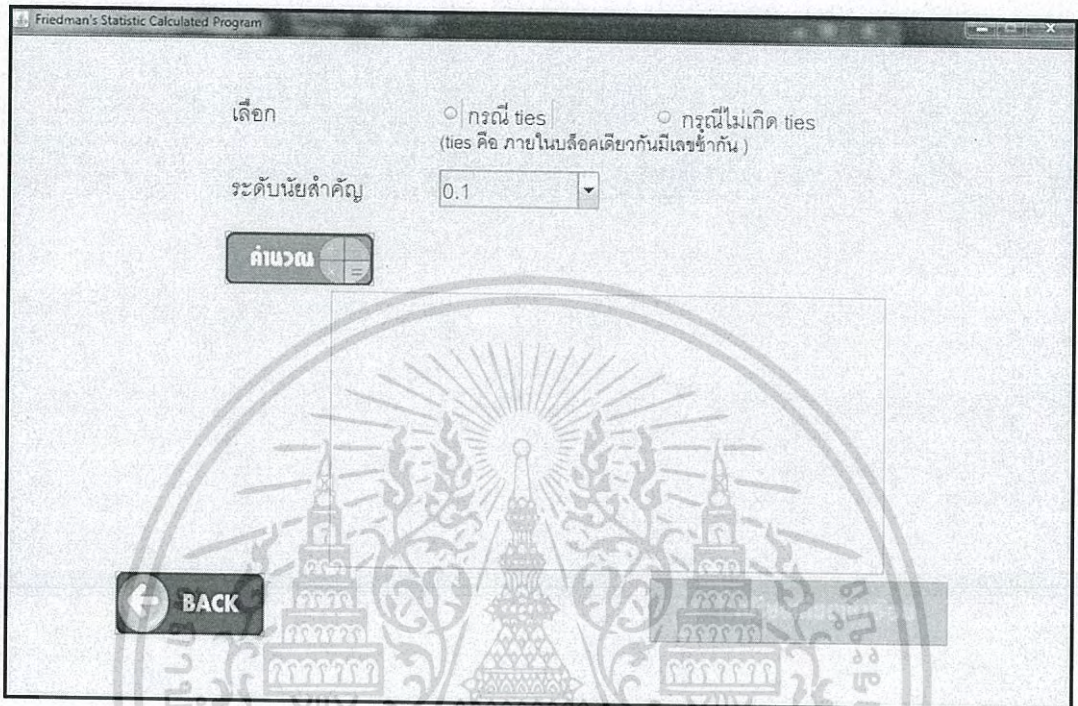 Friedman's Statistic Calculated Program
เลือก กรณี ties กรณีไม่เกิด ties
(ties คือ ภายในบล็อคเดียวกันมีเลขซ้ำกัน )
ระดับนัยสำคัญ 0.1
คำนวณ
BACK